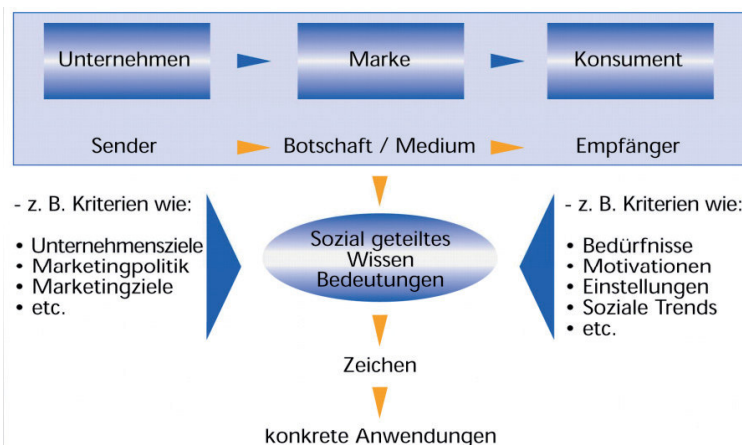 Unternehmen Marke Konsument
Sender Botschaft / Medium Empfänger
- z. B. Kriterien wie:
• Unternehmensziele
• Marketingpolitik
• Marketingziele
• etc.
Sozial geteiltes
Wissen
Bedeutungen
- z. B. Kriterien wie:
• Bedürfnisse
• Motivationen
• Einstellungen
• Soziale Trends
• etc.
Zeichen
konkrete Anwendungen